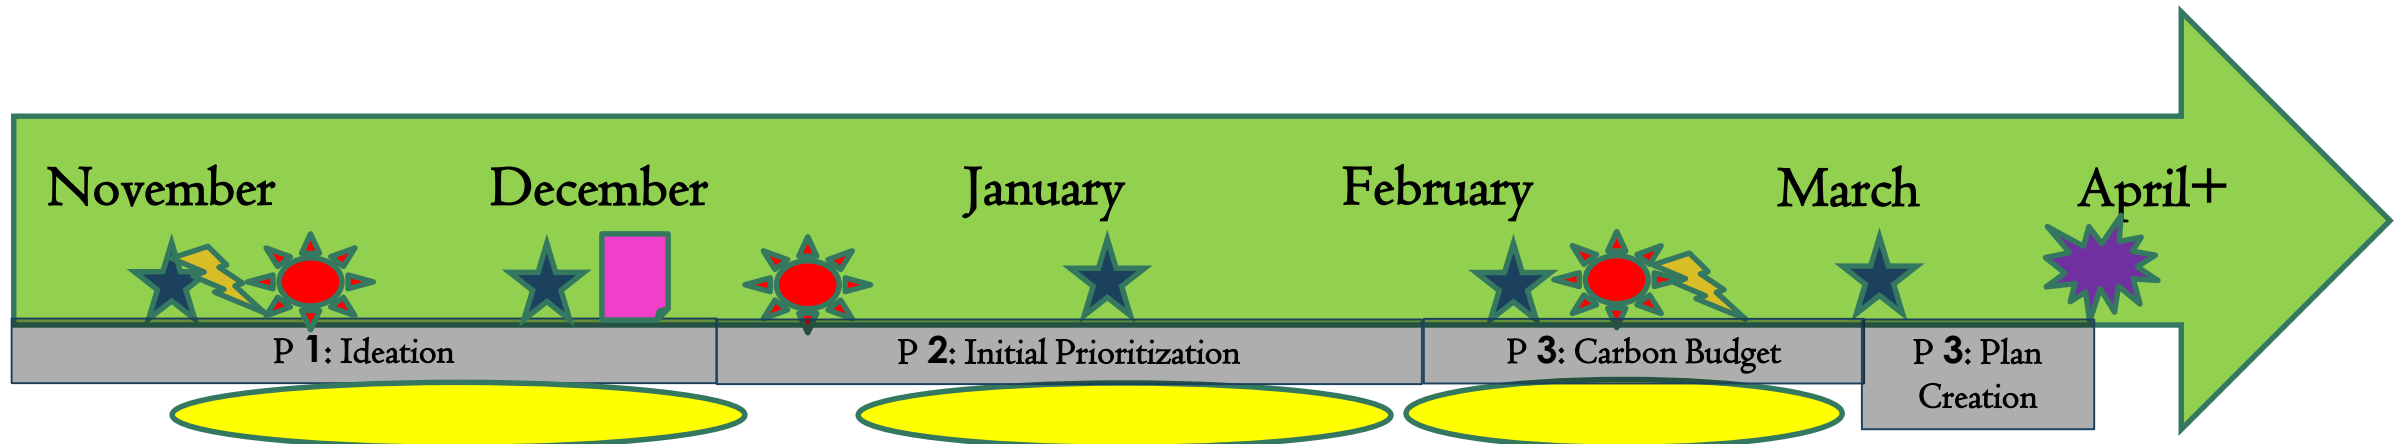 November December January February March April+
P 1: Ideation
P 2: Initial Prioritization
P 3: Carbon Budget
P 3: Plan
Creation